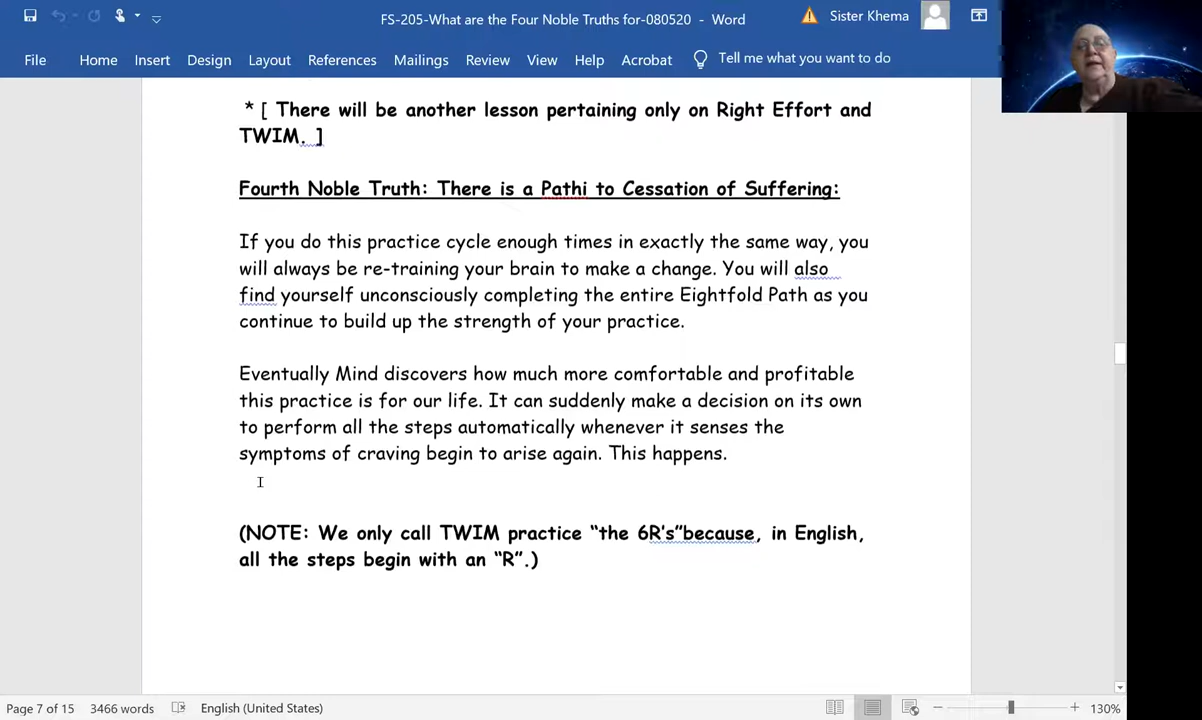 FS-205-What are the Four Noble Truths for-080520 - Word
Sister Khema
File Home Insert Design Layout References Mailings Review View Help Acrobat Tell me what you want to do
* [ There will be another lesson pertaining only on Right Effort and
TWIM. ]
Fourth Noble Truth: There is a Pathi to Cessation of Suffering:
If you do this practice cycle enough times in exactly the same way, you
will always be re-training your brain to make a change. You will also
find yourself unconsciously completing the entire Eightfold Path as you
continue to build up the strength of your practice.
Eventually Mind discovers how much more comfortable and profitable
this practice is for our life. It can suddenly make a decision on its own
to perform all the steps automatically whenever it senses the
symptoms of craving begin to arise again. This happens.
(NOTE: We only call TWIM practice “the 6R’s”because, in English,
all the steps begin with an “R”.)
Page 7 of 15 3466 words English (United States) 130%